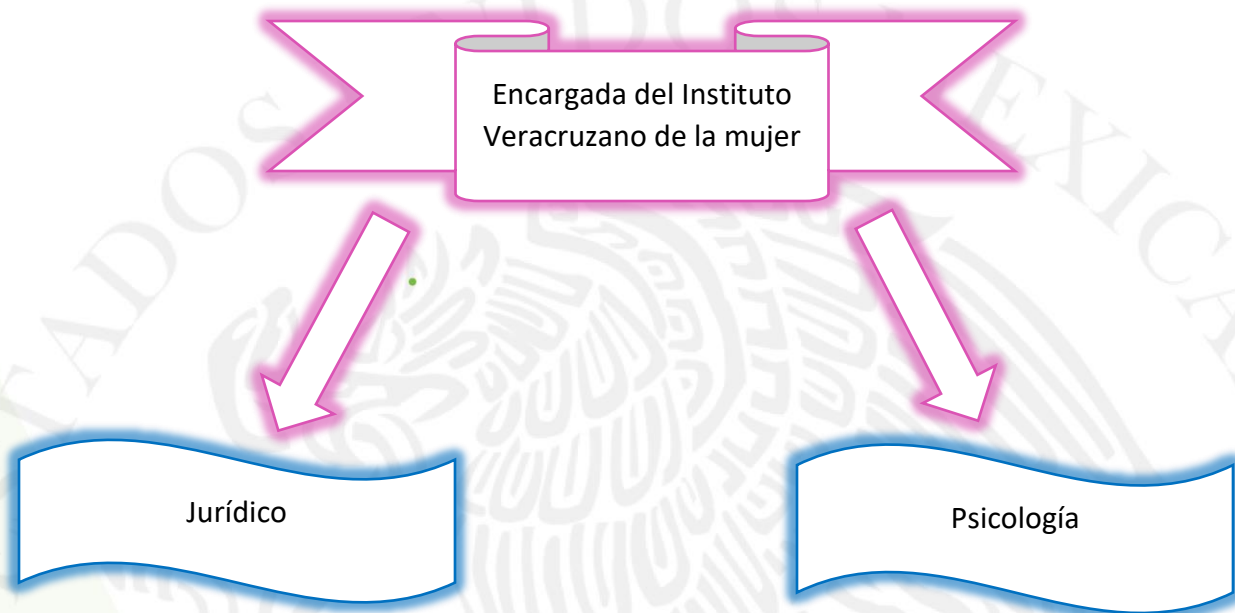 Encargada del Instituto
Veracruzano de la mujer
Jurídico
Psicología